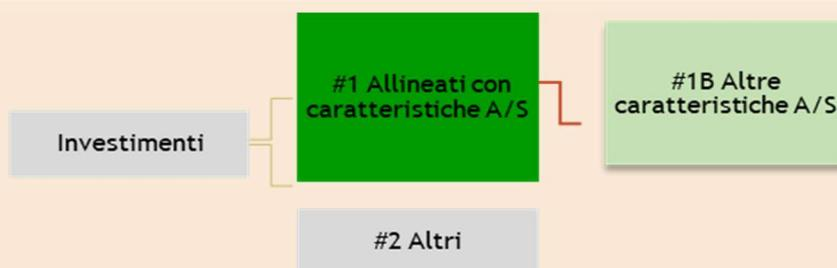 Investimenti
#1 Allineati con
caratteristiche A/S
#1B Altre
caratteristiche A/S
#2 Altri